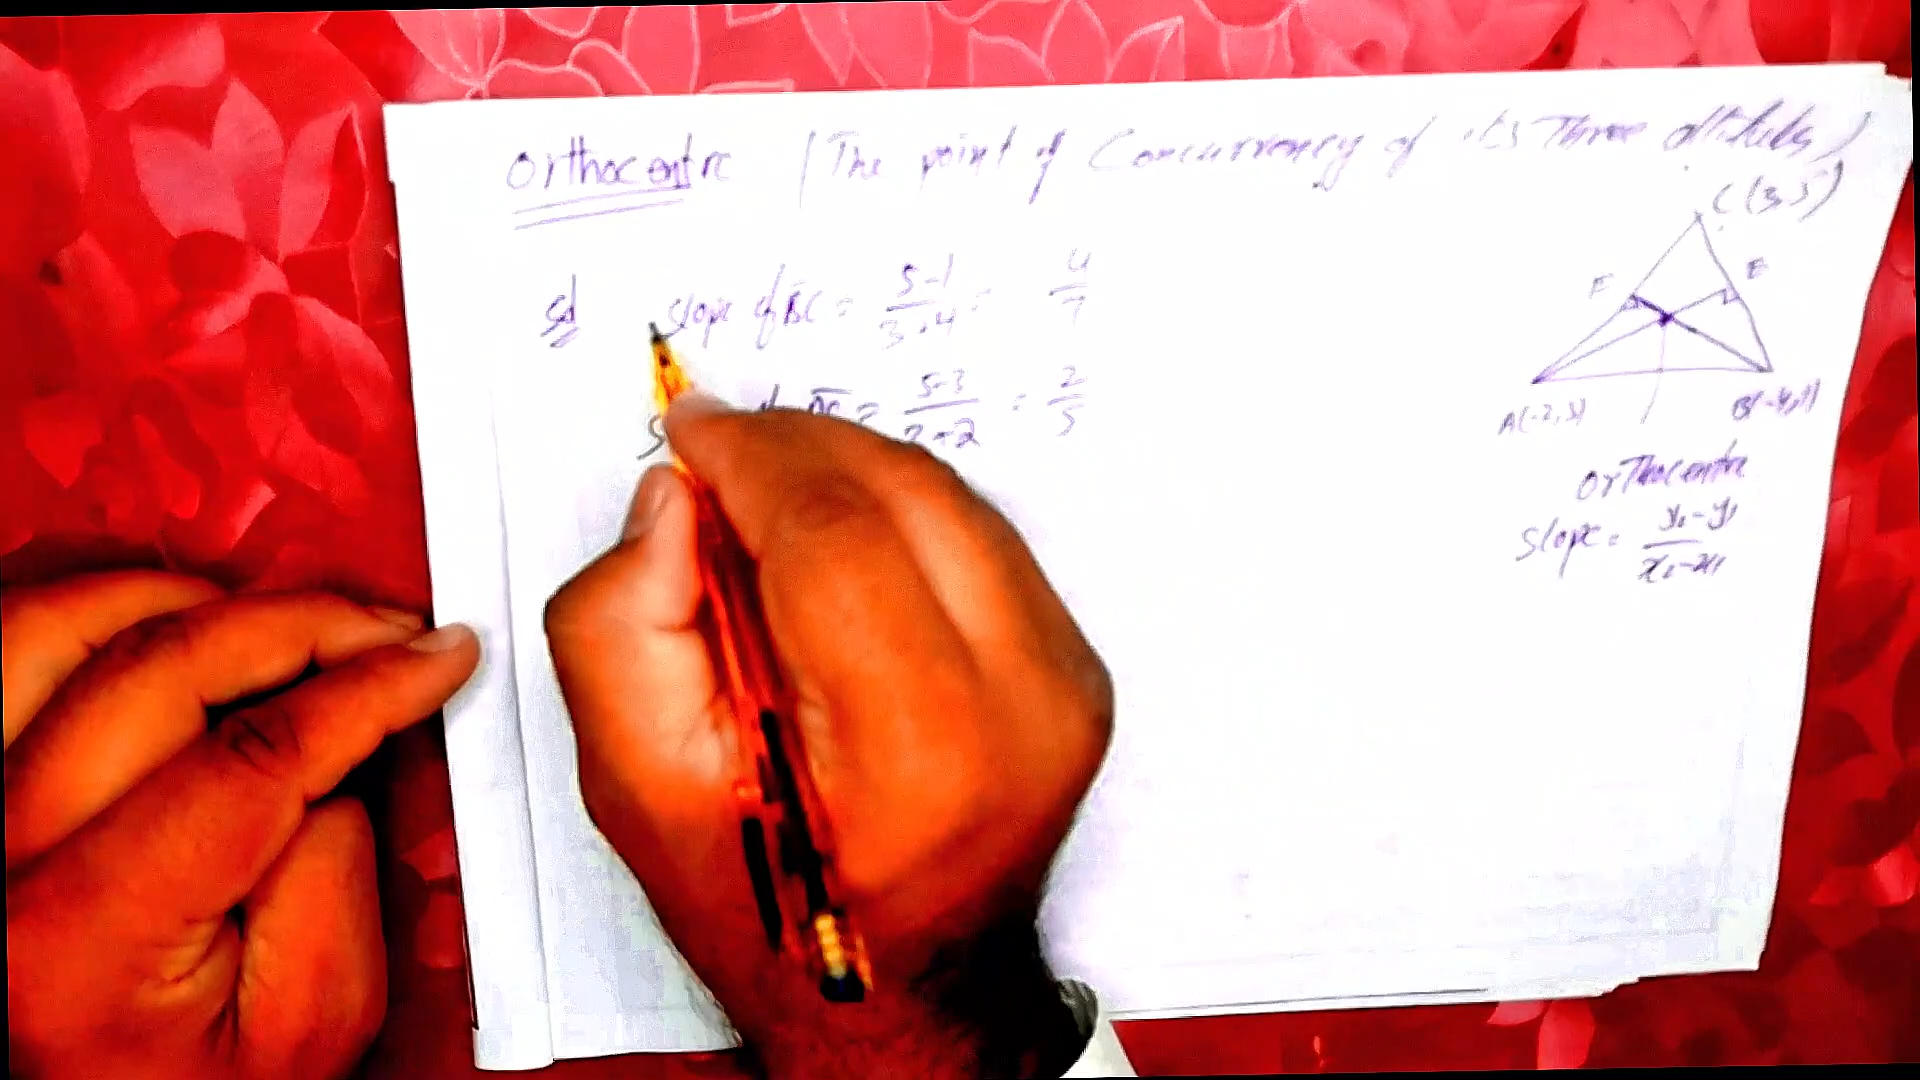 Orthocentre (The point of Concurrency of its Three altitudes)
C(3,5)
Sol Slope of BC = 5-1 / 3+4 = 4/7
F E
Slope of AC = 5-3 / 3+2 = 2/5
A(-2,3) B(-4,1)
Orthocentre
Slope = y₂-y₁ / x₂-x₁